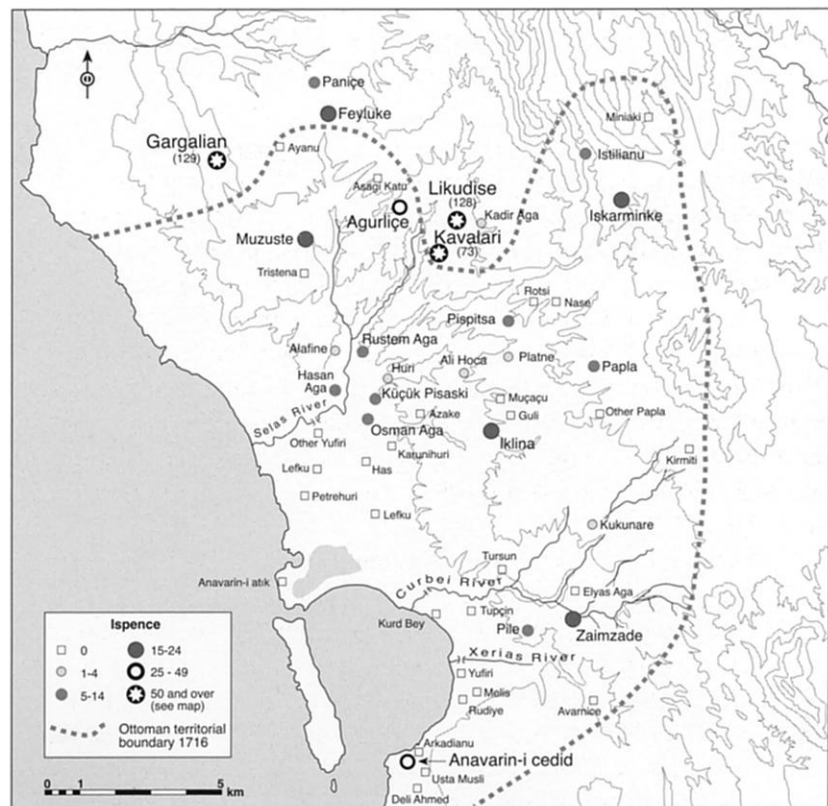 Paniçe
Feyluke
Miniaki
Gargalian
(129)
Ayanu
Istilianu
Aşagi Katu
Likudise
(128)
Iskarminke
Agurliçe
Kadir Aga
Kavalari
(73)
Muzuste
Tristena
Rotsi
Nase
Pispitsa
Alafine
Rustem Aga
Platne
Ali Hoca
Papla
Huri
Hasan
Aga
Küçük Pisaski
Muçaçu
Azake
Guli
Other Papla
Selas River
Osman Aga
Iklina
Other Yufiri
Karunihuri
Kirmiti
Lefku
Has
Petrehuri
Lefku
Kukunare
Tursun
Anavarin-i atık
Curbei River
Elyas Aga
Tupçin
Kurd Bey
Pile
Zaimzade
Xerias River
Yufiri
Melis
Rudiye
Avarnice
Arkadianu
Anavarin-i cedid
Usta Musli
Deli Ahmed
Ispence
0
15-24
1-4
25 - 49
5-14
50 and over
(see map)
Ottoman territorial
boundary 1716
0 1 5
km